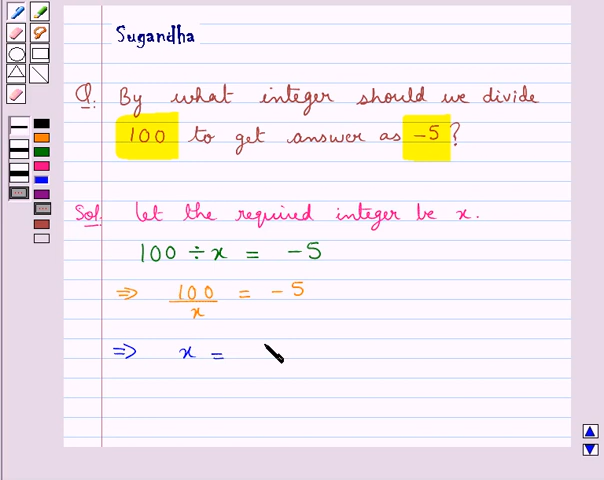 Sugandha
Q. By what integer should we divide
100 to get answer as -5?
Sol. Let the required integer be x.
100 ÷ x = -5
⇒ 100/x = -5
⇒ x =